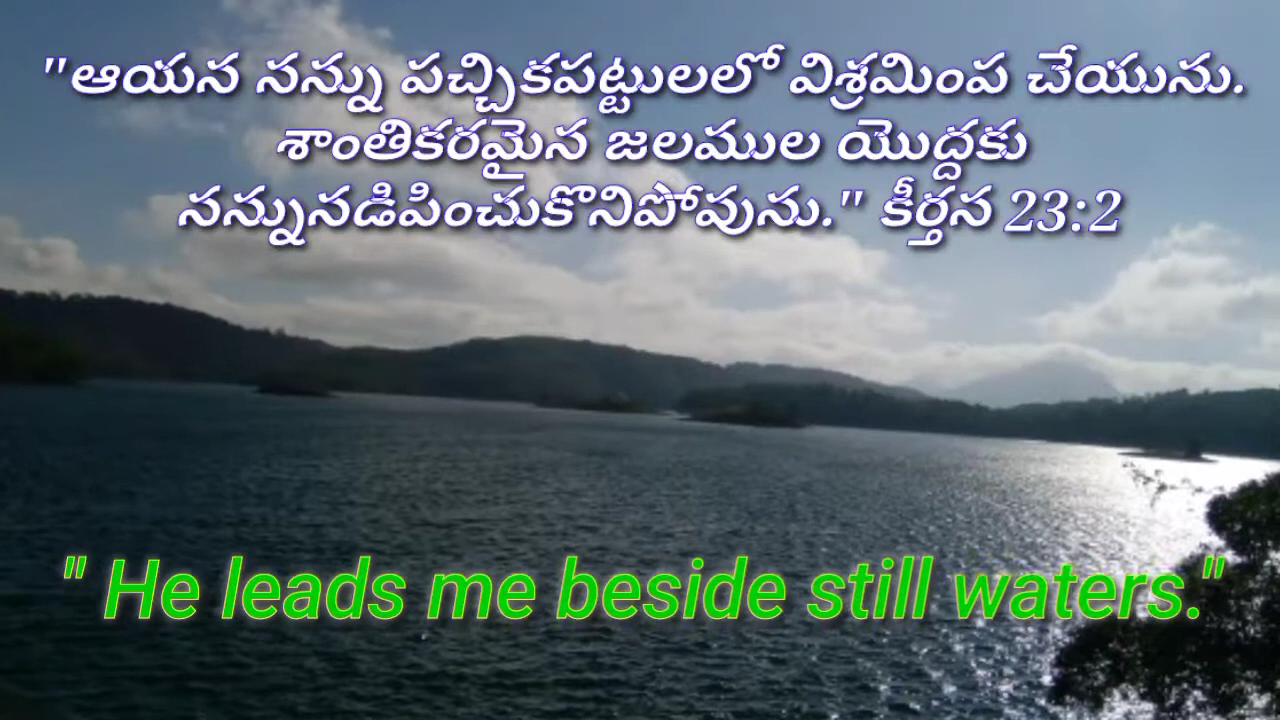 "ఆయన నన్ను పచ్చికపట్టులలో విశ్రమింప చేయును.
శాంతికరమైన జలముల యొద్దకు
నన్నునడిపించుకొనిపోవును." కీర్తన 23:2
" He leads me beside still waters."